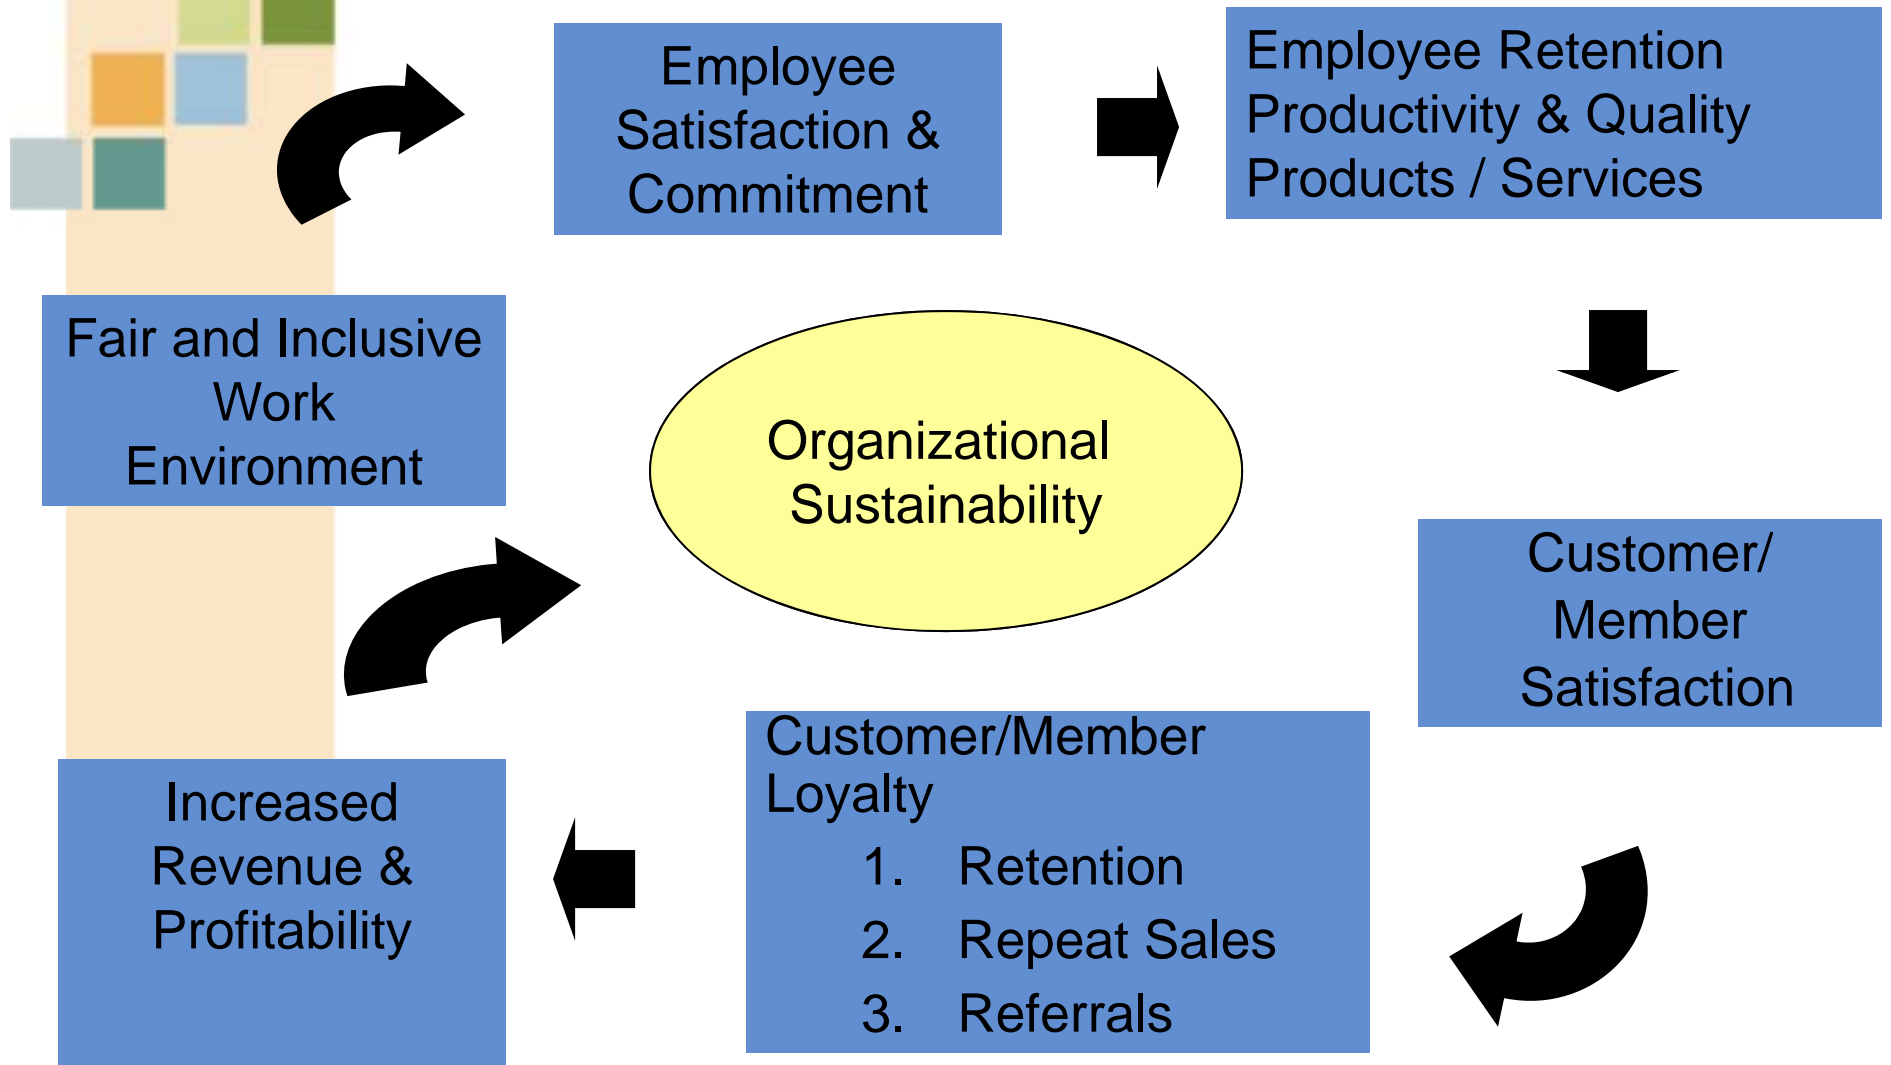 Employee
Satisfaction &
Commitment
Employee Retention
Productivity & Quality
Products / Services
Fair and Inclusive
Work
Environment
Organizational
Sustainability
Customer/
Member
Satisfaction
Customer/Member
Loyalty
1. Retention
2. Repeat Sales
3. Referrals
Increased
Revenue &
Profitability